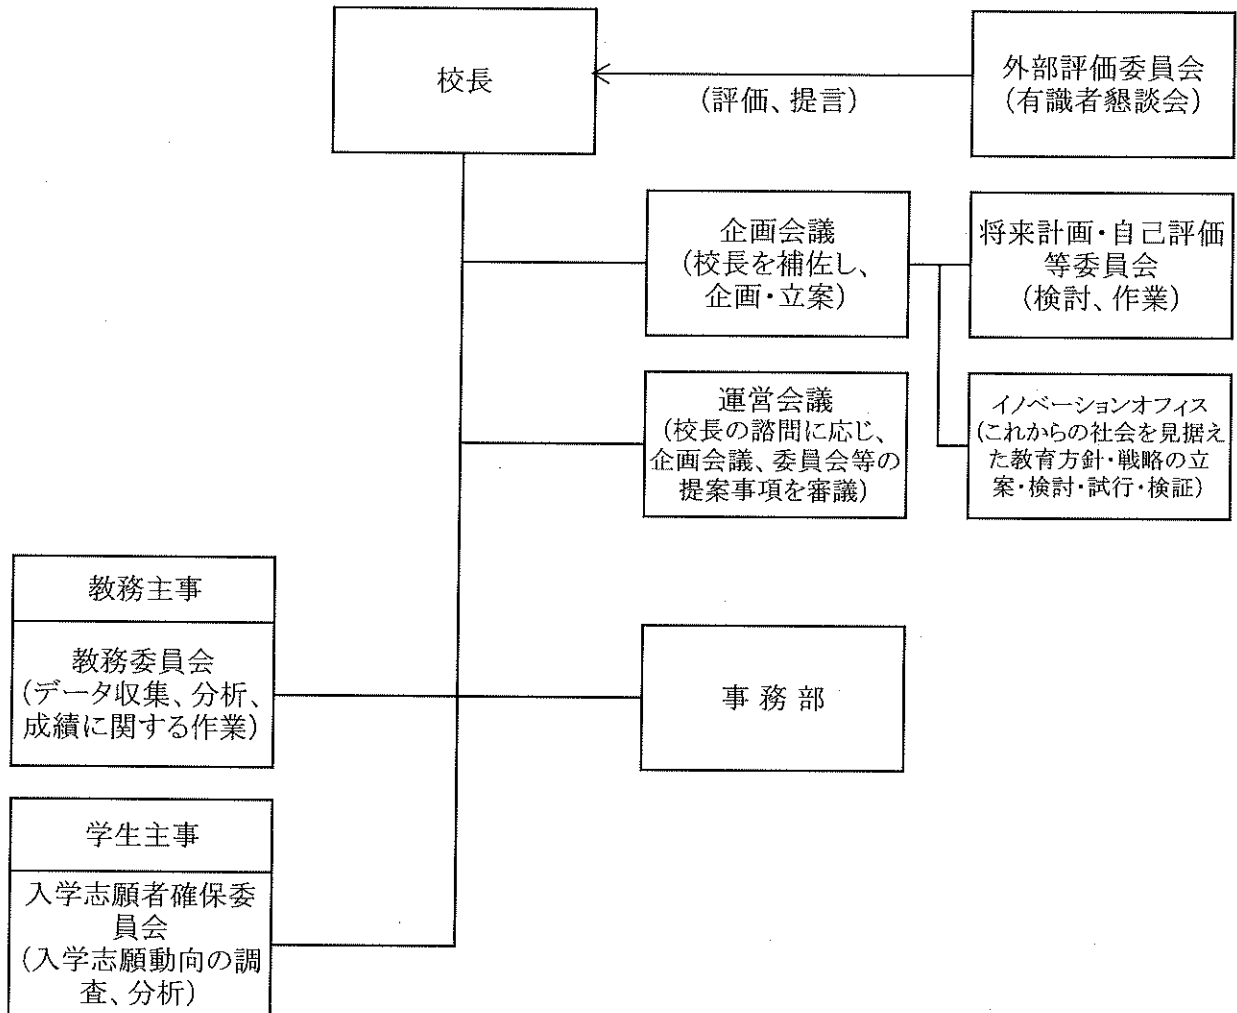 校長
外部評価委員会
(有識者懇談会)
(評価、提言)
企画会議
(校長を補佐し、
企画・立案)
将来計画・自己評価
等委員会
(検討、作業)
運営会議
(校長の諮問に応じ、
企画会議、委員会等の
提案事項を審議)
イノベーションオフィス
(これからの社会を見据え
た教育方針・戦略の立
案・検討・試行・検証)
教務主事
教務委員会
(データ収集、分析、
成績に関する作業)
事 務 部
学生主事
入学志願者確保委
員会
(入学志願動向の調
査、分析)